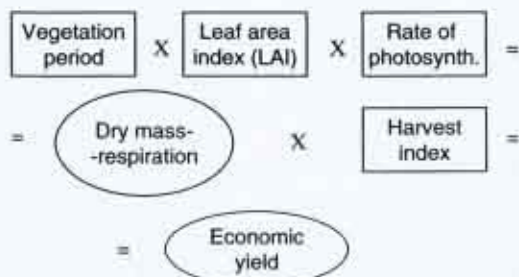 Vegetation period X Leaf area index (LAI) X Rate of photosynth. =
= Dry mass- -respiration X Harvest index =
= Economic yield